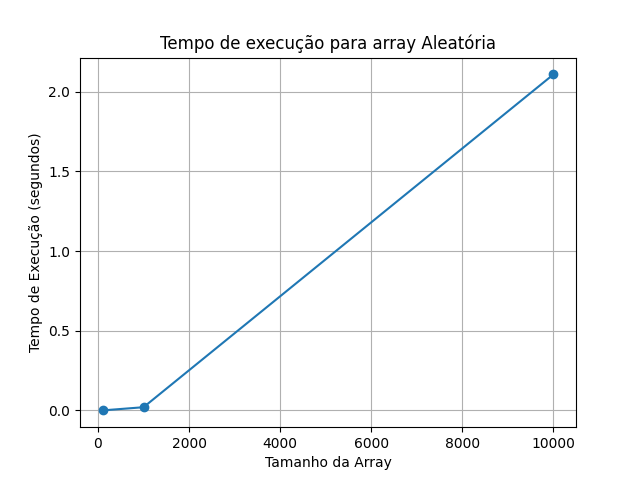 Tempo de execução para array Aleatória
Tempo de Execução (segundos)
2.0
1.5
1.0
0.5
0.0
0 2000 4000 6000 8000 10000
Tamanho da Array